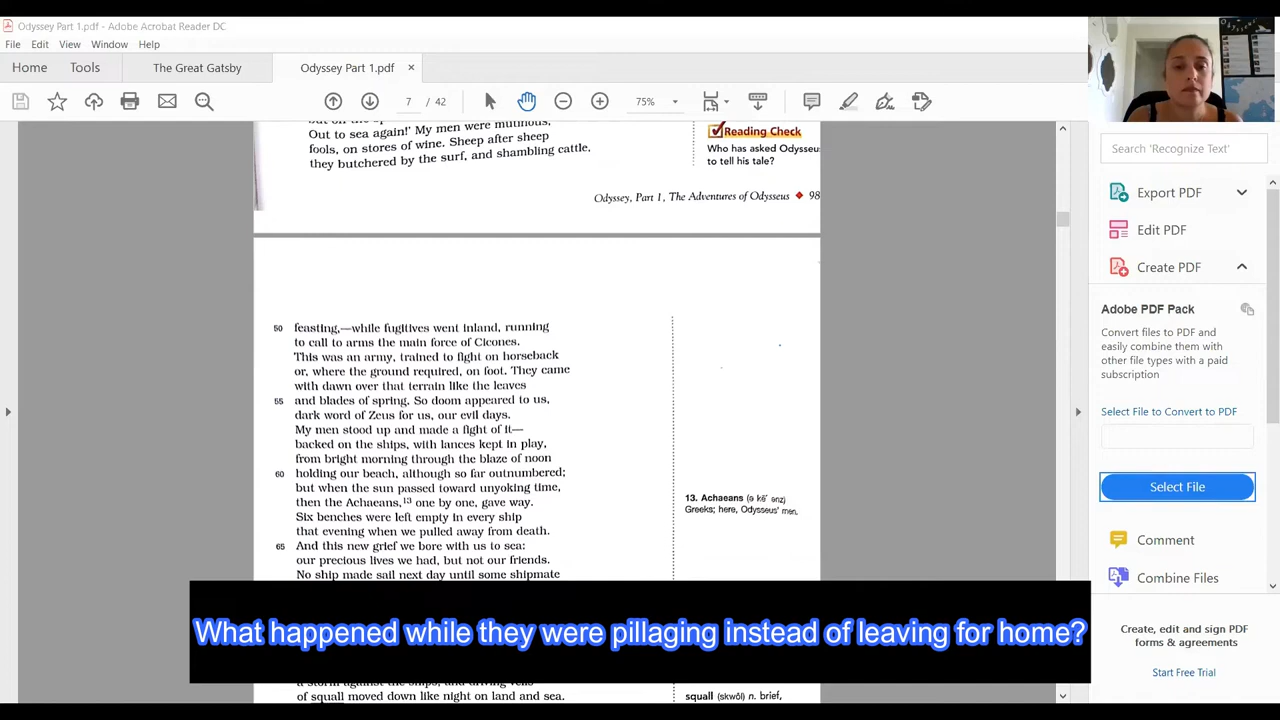 Odyssey Part 1.pdf - Adobe Acrobat Reader DC
File Edit View Window Help
Home Tools The Great Gatsby Odyssey Part 1.pdf ×
7 / 42 75%
Out to sea again!' My men were mutinous,
fools, on stores of wine. Sheep after sheep
they butchered by the surf, and shambling cattle.
Reading Check
Who has asked Odysseu
to tell his tale?
Odyssey, Part 1, The Adventures of Odysseus ◆ 98
50 feasting,—while fugitives went inland, running
to call to arms the main force of Cicones.
This was an army, trained to fight on horseback
or, where the ground required, on foot. They came
with dawn over that terrain like the leaves
55 and blades of spring. So doom appeared to us,
dark word of Zeus for us, our evil days.
My men stood up and made a fight of it—
backed on the ships, with lances kept in play,
from bright morning through the blaze of noon
60 holding our beach, although so far outnumbered;
but when the sun passed toward unyoking time,
then the Achaeans,13 one by one, gave way.
Six benches were left empty in every ship
that evening when we pulled away from death.
65 And this new grief we bore with us to sea:
our precious lives we had, but not our friends.
No ship made sail next day until some shipmate
13. Achaeans (ə kē′ ənz)
Greeks; here, Odysseus' men.
What happened while they were pillaging instead of leaving for home?
a storm against the ships, and driving veils
of squall moved down like night on land and sea.
squall (skwôl) n. brief,
Search 'Recognize Text'
Export PDF
Edit PDF
Create PDF
Adobe PDF Pack
Convert files to PDF and
easily combine them with
other file types with a paid
subscription
Select File to Convert to PDF
Select File
Comment
Combine Files
Create, edit and sign PDF
forms & agreements
Start Free Trial